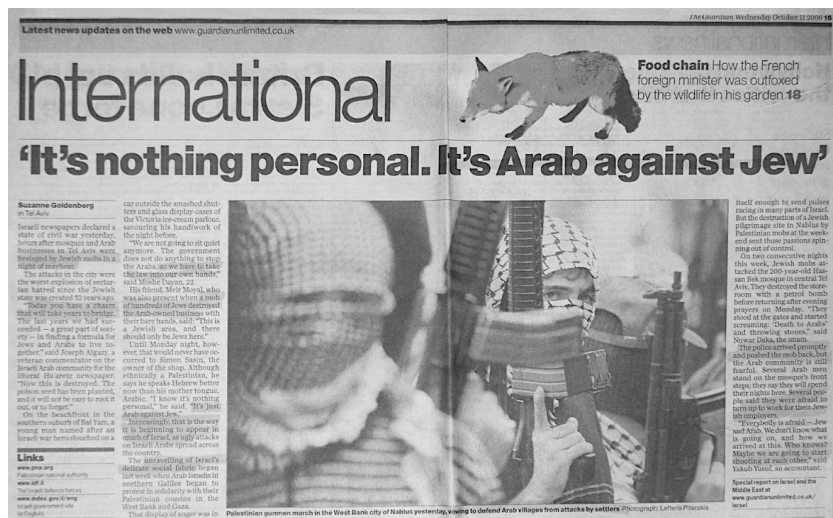 The Guardian Wednesday October 11 2000 15
Latest news updates on the web www.guardianunlimited.co.uk
International
Food chain How the French
foreign minister was outfoxed
by the wildlife in his garden 18
‘It’s nothing personal. It’s Arab against Jew’
Suzanne Goldenberg
in Tel Aviv
Israeli newspapers declared a
state of civil war yesterday,
hours after mosques and Arab
businesses in Tel Aviv were
besieged by Jewish mobs in a
night of mayhem.
The attacks in the city were
the worst explosion of sectar-
ian hatred since the Jewish
state was created 52 years ago.
"Today you have a chasm
that will take years to bridge.
The last years we had suc-
ceeded — a great part of soci-
ety — in finding a formula for
Jews and Arabs to live to-
gether," said Joseph Algazy, a
veteran commentator on the
Israeli Arab community for the
liberal Ha'aretz newspaper.
"Now this is destroyed. The
poison seed has been planted,
and it will not be easy to root it
out, or to forget."
On the beachfront in the
southern suburb of Bat Yam, a
young man named after an
Israeli war hero slouched on a
Links
www.pna.org
Palestinian national authority
www.idf.il
The Israeli defence forces
www.index.gov.il/eng
Israeli government site
in English
car outside the smashed shut-
ters and glass display-cases of
the Victoria ice-cream parlour,
savouring his handiwork of
the night before.
"We are not going to sit quiet
anymore. The government
does not do anything to stop
the Arabs, so we have to take
the law into our own hands,"
said Moshe Dayan, 22.
His friend, Meir Moyal, who
was also present when a mob
of hundreds of Jews destroyed
the Arab-owned business with
their bare hands, said: "This is
a Jewish area, and there
should only be Jews here."
Until Monday night, how-
ever, that would never have oc-
curred to Simon Sasin, the
owner of the shop. Although
ethnically a Palestinian, he
says he speaks Hebrew better
now than his mother tongue,
Arabic. "I know it's nothing
personal," he said. "It's just
Arab against Jew."
Increasingly, that is the way
it is beginning to appear in
much of Israel, as ugly attacks
on Israeli Arabs spread across
the country.
The unravelling of Israel's
delicate social fabric began
last week when Arab Israelis in
northern Galilee began to
protest in solidarity with their
Palestinian cousins in the
West Bank and Gaza.
That display of anger was in
itself enough to send pulses
racing in many parts of Israel.
But the destruction of a Jewish
pilgrimage site in Nablus by
Palestinian mobs at the week-
end sent those passions spin-
ning out of control.
On two consecutive nights
this week, Jewish mobs at-
tacked the 200-year-old Has-
san Bek mosque in central Tel
Aviv. They destroyed the store-
room with a petrol bomb
before returning after evening
prayers on Monday. "They
stood at the gates and started
screaming: 'Death to Arabs'
and throwing stones," said
Nuwar Daka, the imam.
The police arrived promptly
and pushed the mob back, but
the Arab community is still
fearful. Several Arab men
stand on the mosque's front
steps; they say they will spend
their nights here. Several peo-
ple said they were afraid to
turn up to work for their Jew-
ish employers.
"Everybody is afraid — Jew
and Arab. We don't know what
is going on, and how we
arrived at this. Who knows?
Maybe we are going to start
shooting at each other," said
Yakub Yusuf, an accountant.
Special report on Israel and the
Middle East at
www.guardianunlimited.co.uk/
israel
Palestinian gunmen march in the West Bank city of Nablus yesterday, vowing to defend Arab villages from attacks by settlers Photograph: Lefteris Pitarakis